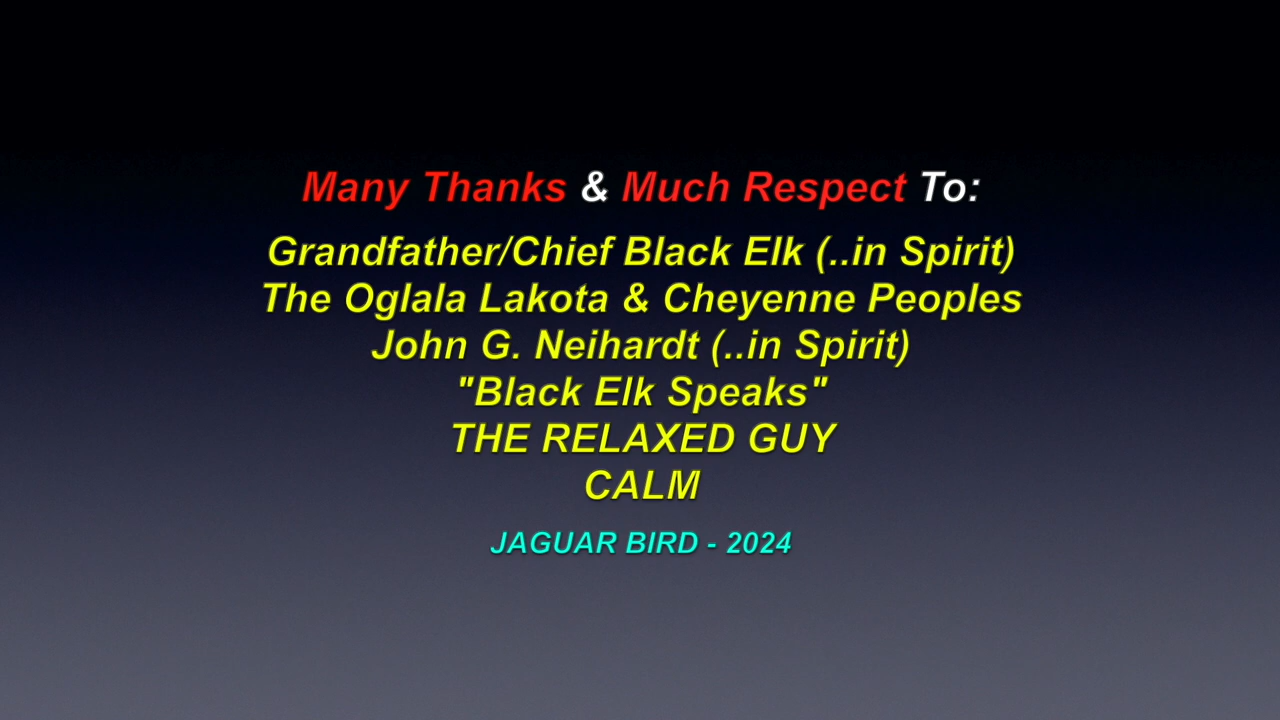 Many Thanks & Much Respect To:
Grandfather/Chief Black Elk (..in Spirit)
The Oglala Lakota & Cheyenne Peoples
John G. Neihardt (..in Spirit)
"Black Elk Speaks"
THE RELAXED GUY
CALM
JAGUAR BIRD - 2024